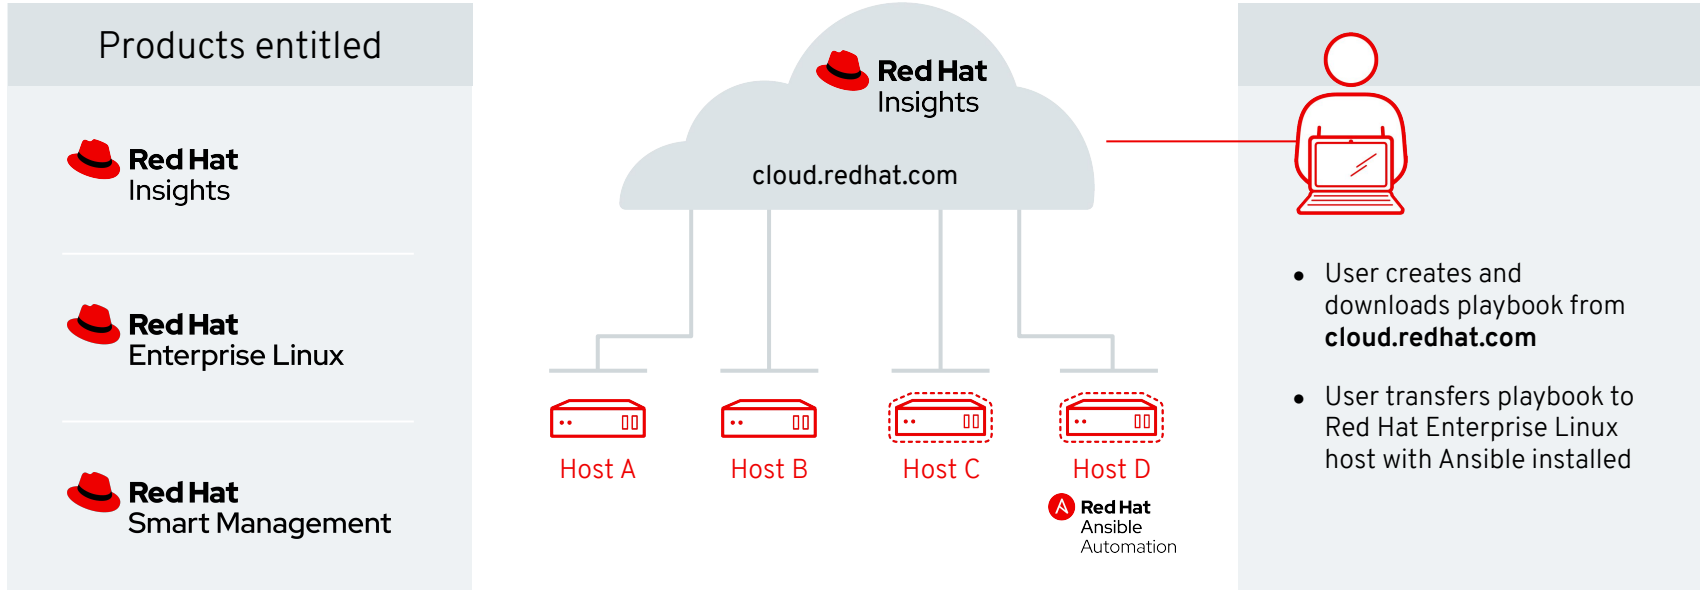 Products entitled
Red Hat
Insights
Red Hat
Enterprise Linux
Red Hat
Smart Management
Red Hat
Insights
cloud.redhat.com
Host A
Host B
Host C
Host D
Red Hat
Ansible
Automation
• User creates and
downloads playbook from
cloud.redhat.com
• User transfers playbook to
Red Hat Enterprise Linux
host with Ansible installed